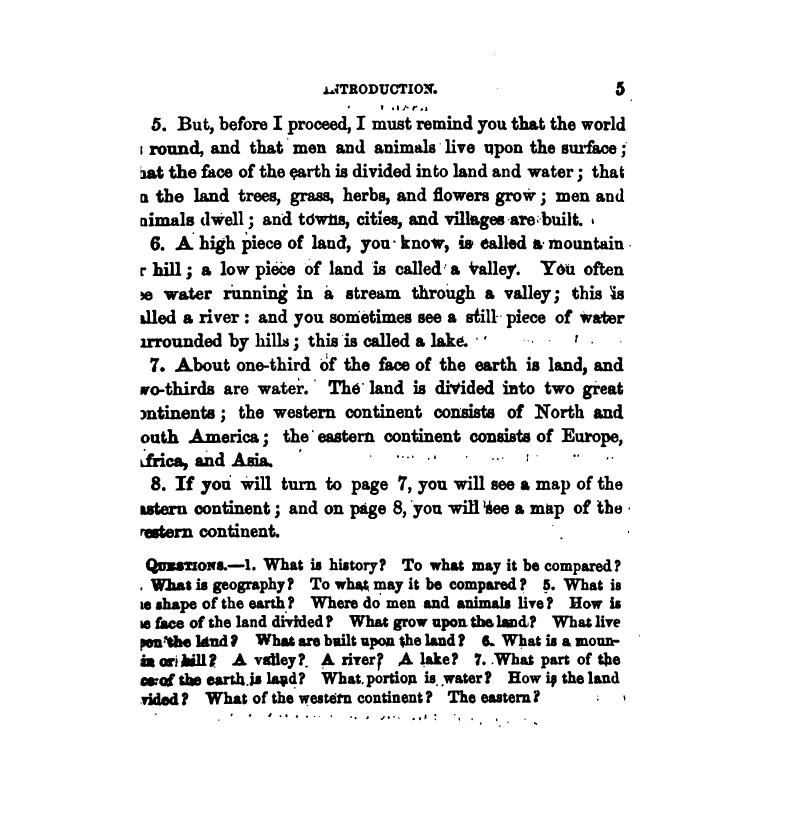 INTRODUCTION. 5
5. But, before I proceed, I must remind you that the world
round, and that men and animals live upon the surface;
hat the face of the earth is divided into land and water; that
n the land trees, grass, herbs, and flowers grow; men and
nimals dwell; and towns, cities, and villages are built.
6. A high piece of land, you know, is called a mountain
r hill; a low piece of land is called a valley. You often
ee water running in a stream through a valley; this is
alled a river: and you sometimes see a still piece of water
urrounded by hills; this is called a lake.
7. About one-third of the face of the earth is land, and
wo-thirds are water. The land is divided into two great
ontinents; the western continent consists of North and
outh America; the eastern continent consists of Europe,
Africa, and Asia.
8. If you will turn to page 7, you will see a map of the
astern continent; and on page 8, you will see a map of the
western continent.
QUESTIONS.—1. What is history? To what may it be compared?
What is geography? To what may it be compared? 5. What is
he shape of the earth? Where do men and animals live? How is
he face of the land divided? What grow upon the land? What live
upon the land? What are built upon the land? 6. What is a moun-
ain or hill? A valley? A river? A lake? 7. What part of the
ce of the earth is land? What portion is water? How is the land
vided? What of the western continent? The eastern?